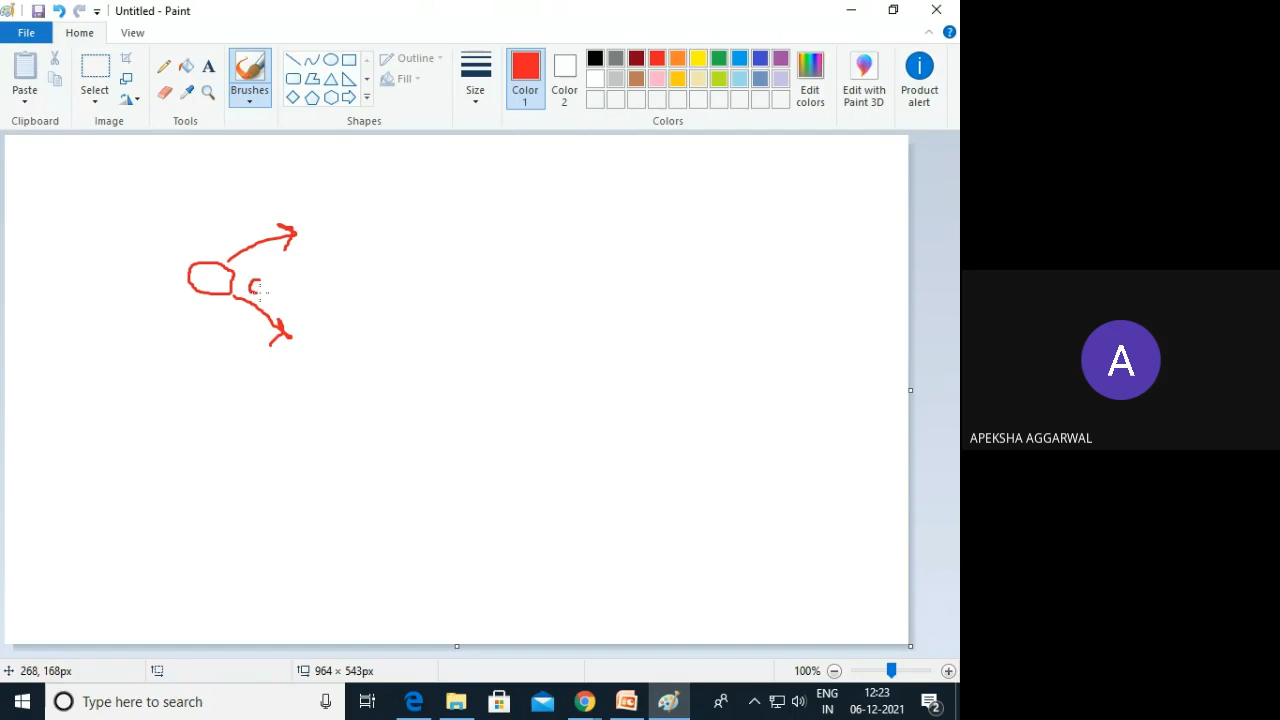 Untitled - Paint
File Home View
Paste Select Brushes Outline Fill Size Color 1 Color 2 Edit colors Edit with Paint 3D Product alert
Clipboard Image Tools Shapes Colors
A
APEKSHA AGGARWAL
268, 168px 964 × 543px 100%
Type here to search ENG IN 12:23 06-12-2021 2